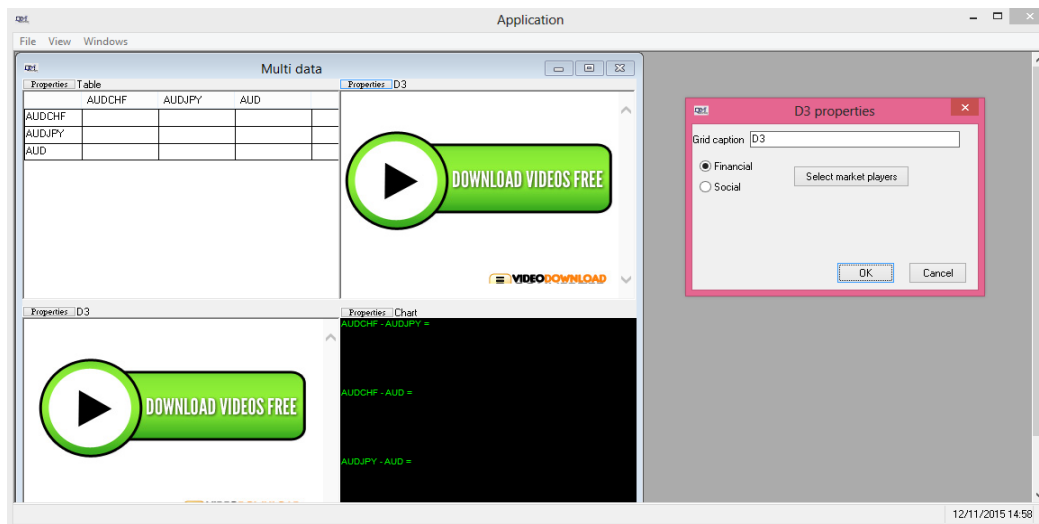 Application
File View Windows
Multi data
Properties Table
AUDCHF AUDJPY AUD
AUDCHF
AUDJPY
AUD
Properties D3
DOWNLOAD VIDEOS FREE
VIDEODOWNLOAD
Properties D3
DOWNLOAD VIDEOS FREE
Properties Chart
AUDCHF - AUDJPY =
AUDCHF - AUD =
AUDJPY - AUD =
D3 properties
Grid caption D3
Financial
Social
Select market players
OK Cancel
12/11/2015 14:58